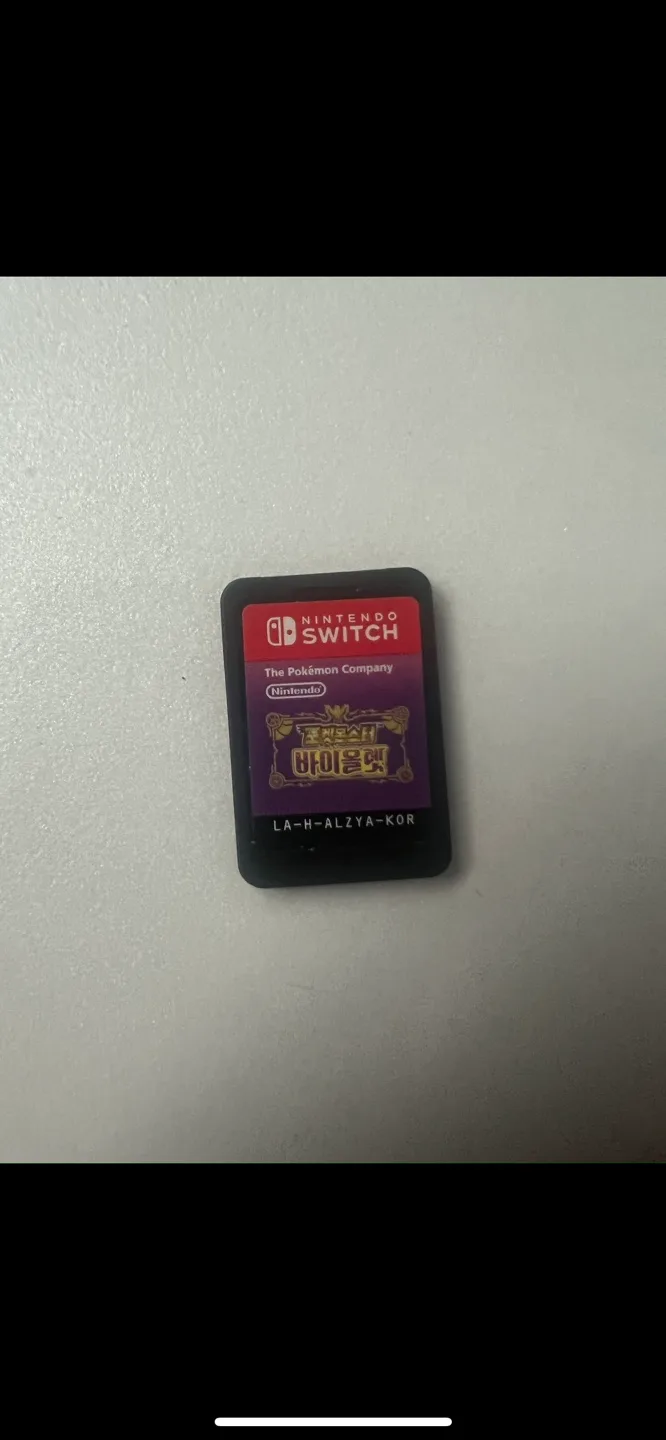 NINTENDO
SWITCH
The Pokémon Company
Nintendo
포켓몬스터
바이올렛
LA-H-ALZYA-KOR